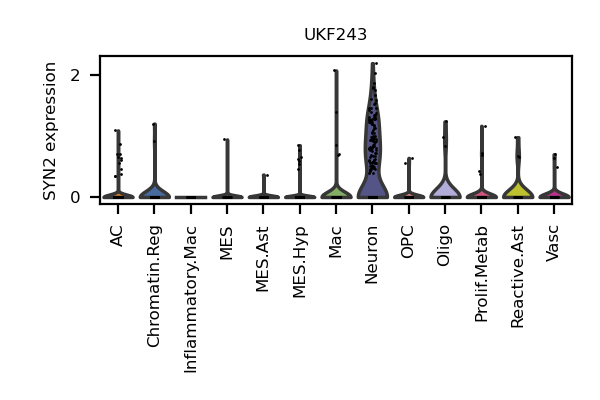 UKF243
SYN2 expression
2
0
AC
Chromatin.Reg
Inflammatory.Mac
MES
MES.Ast
MES.Hyp
Mac
Neuron
OPC
Oligo
Prolif.Metab
Reactive.Ast
Vasc